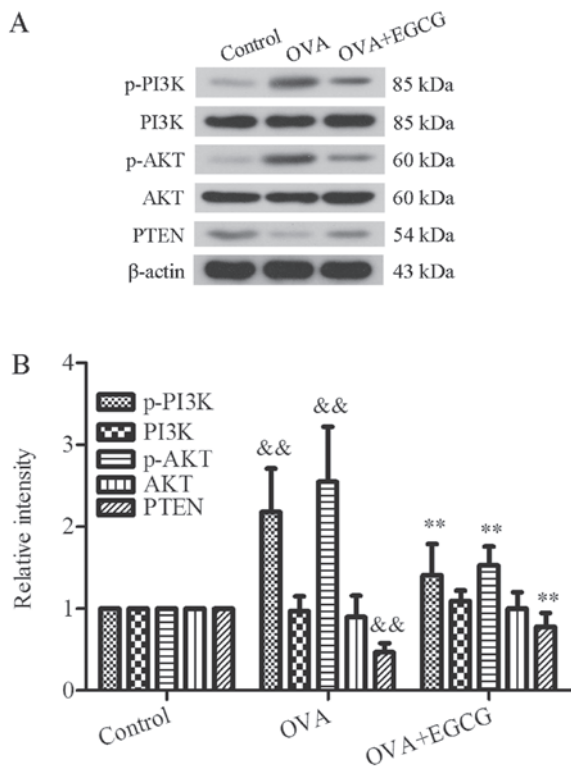 A
Control OVA OVA+EGCG
p-PI3K 85 kDa
PI3K 85 kDa
p-AKT 60 kDa
AKT 60 kDa
PTEN 54 kDa
β-actin 43 kDa
B
Relative intensity
4
3
2
1
0
p-PI3K
PI3K
p-AKT
AKT
PTEN
&& && &&
** ** **
Control OVA OVA+EGCG